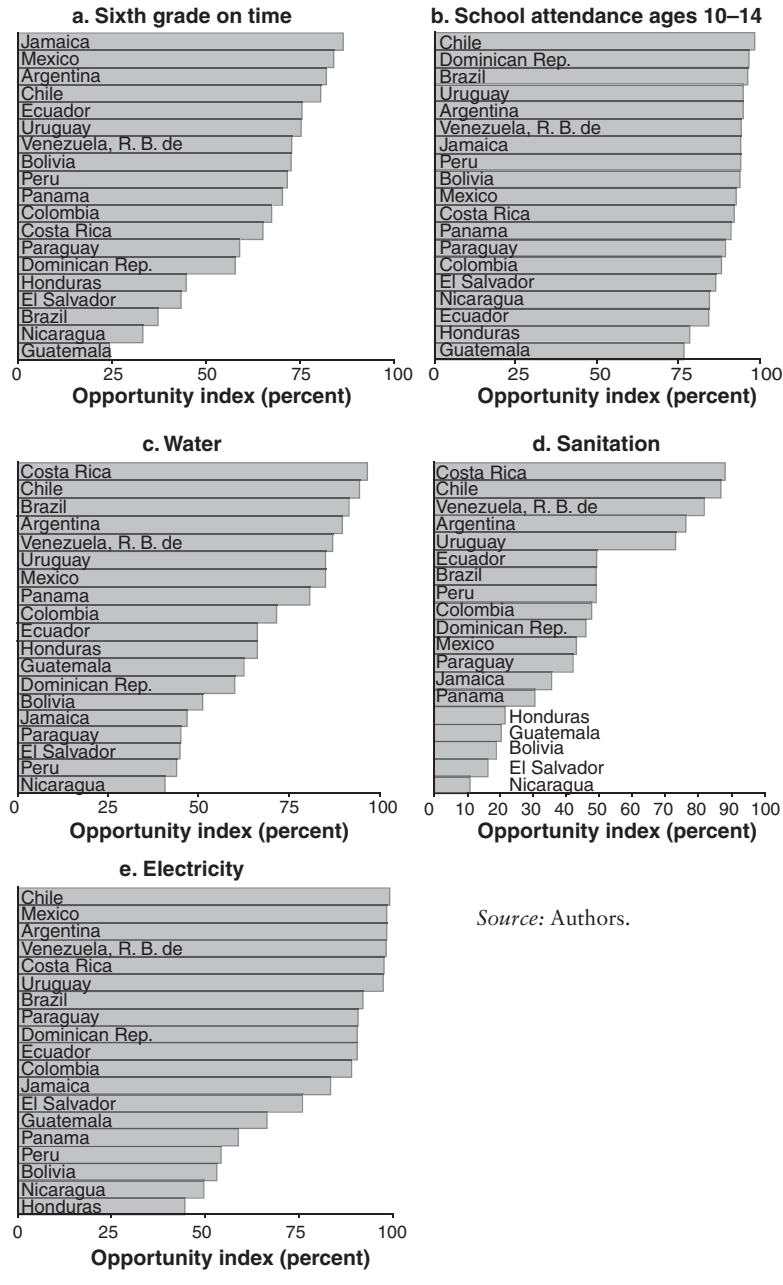 a. Sixth grade on time
Jamaica
Mexico
Argentina
Chile
Ecuador
Uruguay
Venezuela, R. B. de
Bolivia
Peru
Panama
Colombia
Costa Rica
Paraguay
Dominican Rep.
Honduras
El Salvador
Brazil
Nicaragua
Guatemala
0 25 50 75 100
Opportunity index (percent)
b. School attendance ages 10–14
Chile
Dominican Rep.
Brazil
Uruguay
Argentina
Venezuela, R. B. de
Jamaica
Peru
Bolivia
Mexico
Costa Rica
Panama
Paraguay
Colombia
El Salvador
Nicaragua
Ecuador
Honduras
Guatemala
0 25 50 75 100
Opportunity index (percent)
c. Water
Costa Rica
Chile
Brazil
Argentina
Venezuela, R. B. de
Uruguay
Mexico
Panama
Colombia
Ecuador
Honduras
Guatemala
Dominican Rep.
Bolivia
Jamaica
Paraguay
El Salvador
Peru
Nicaragua
0 25 50 75 100
Opportunity index (percent)
d. Sanitation
Costa Rica
Chile
Venezuela, R. B. de
Argentina
Uruguay
Ecuador
Brazil
Peru
Colombia
Dominican Rep.
Mexico
Paraguay
Jamaica
Panama
Honduras
Guatemala
Bolivia
El Salvador
Nicaragua
0 10 20 30 40 50 60 70 80 90 100
Opportunity index (percent)
e. Electricity
Chile
Mexico
Argentina
Venezuela, R. B. de
Costa Rica
Uruguay
Brazil
Paraguay
Dominican Rep.
Ecuador
Colombia
Jamaica
El Salvador
Guatemala
Panama
Peru
Bolivia
Nicaragua
Honduras
0 25 50 75 100
Opportunity index (percent)
Source: Authors.